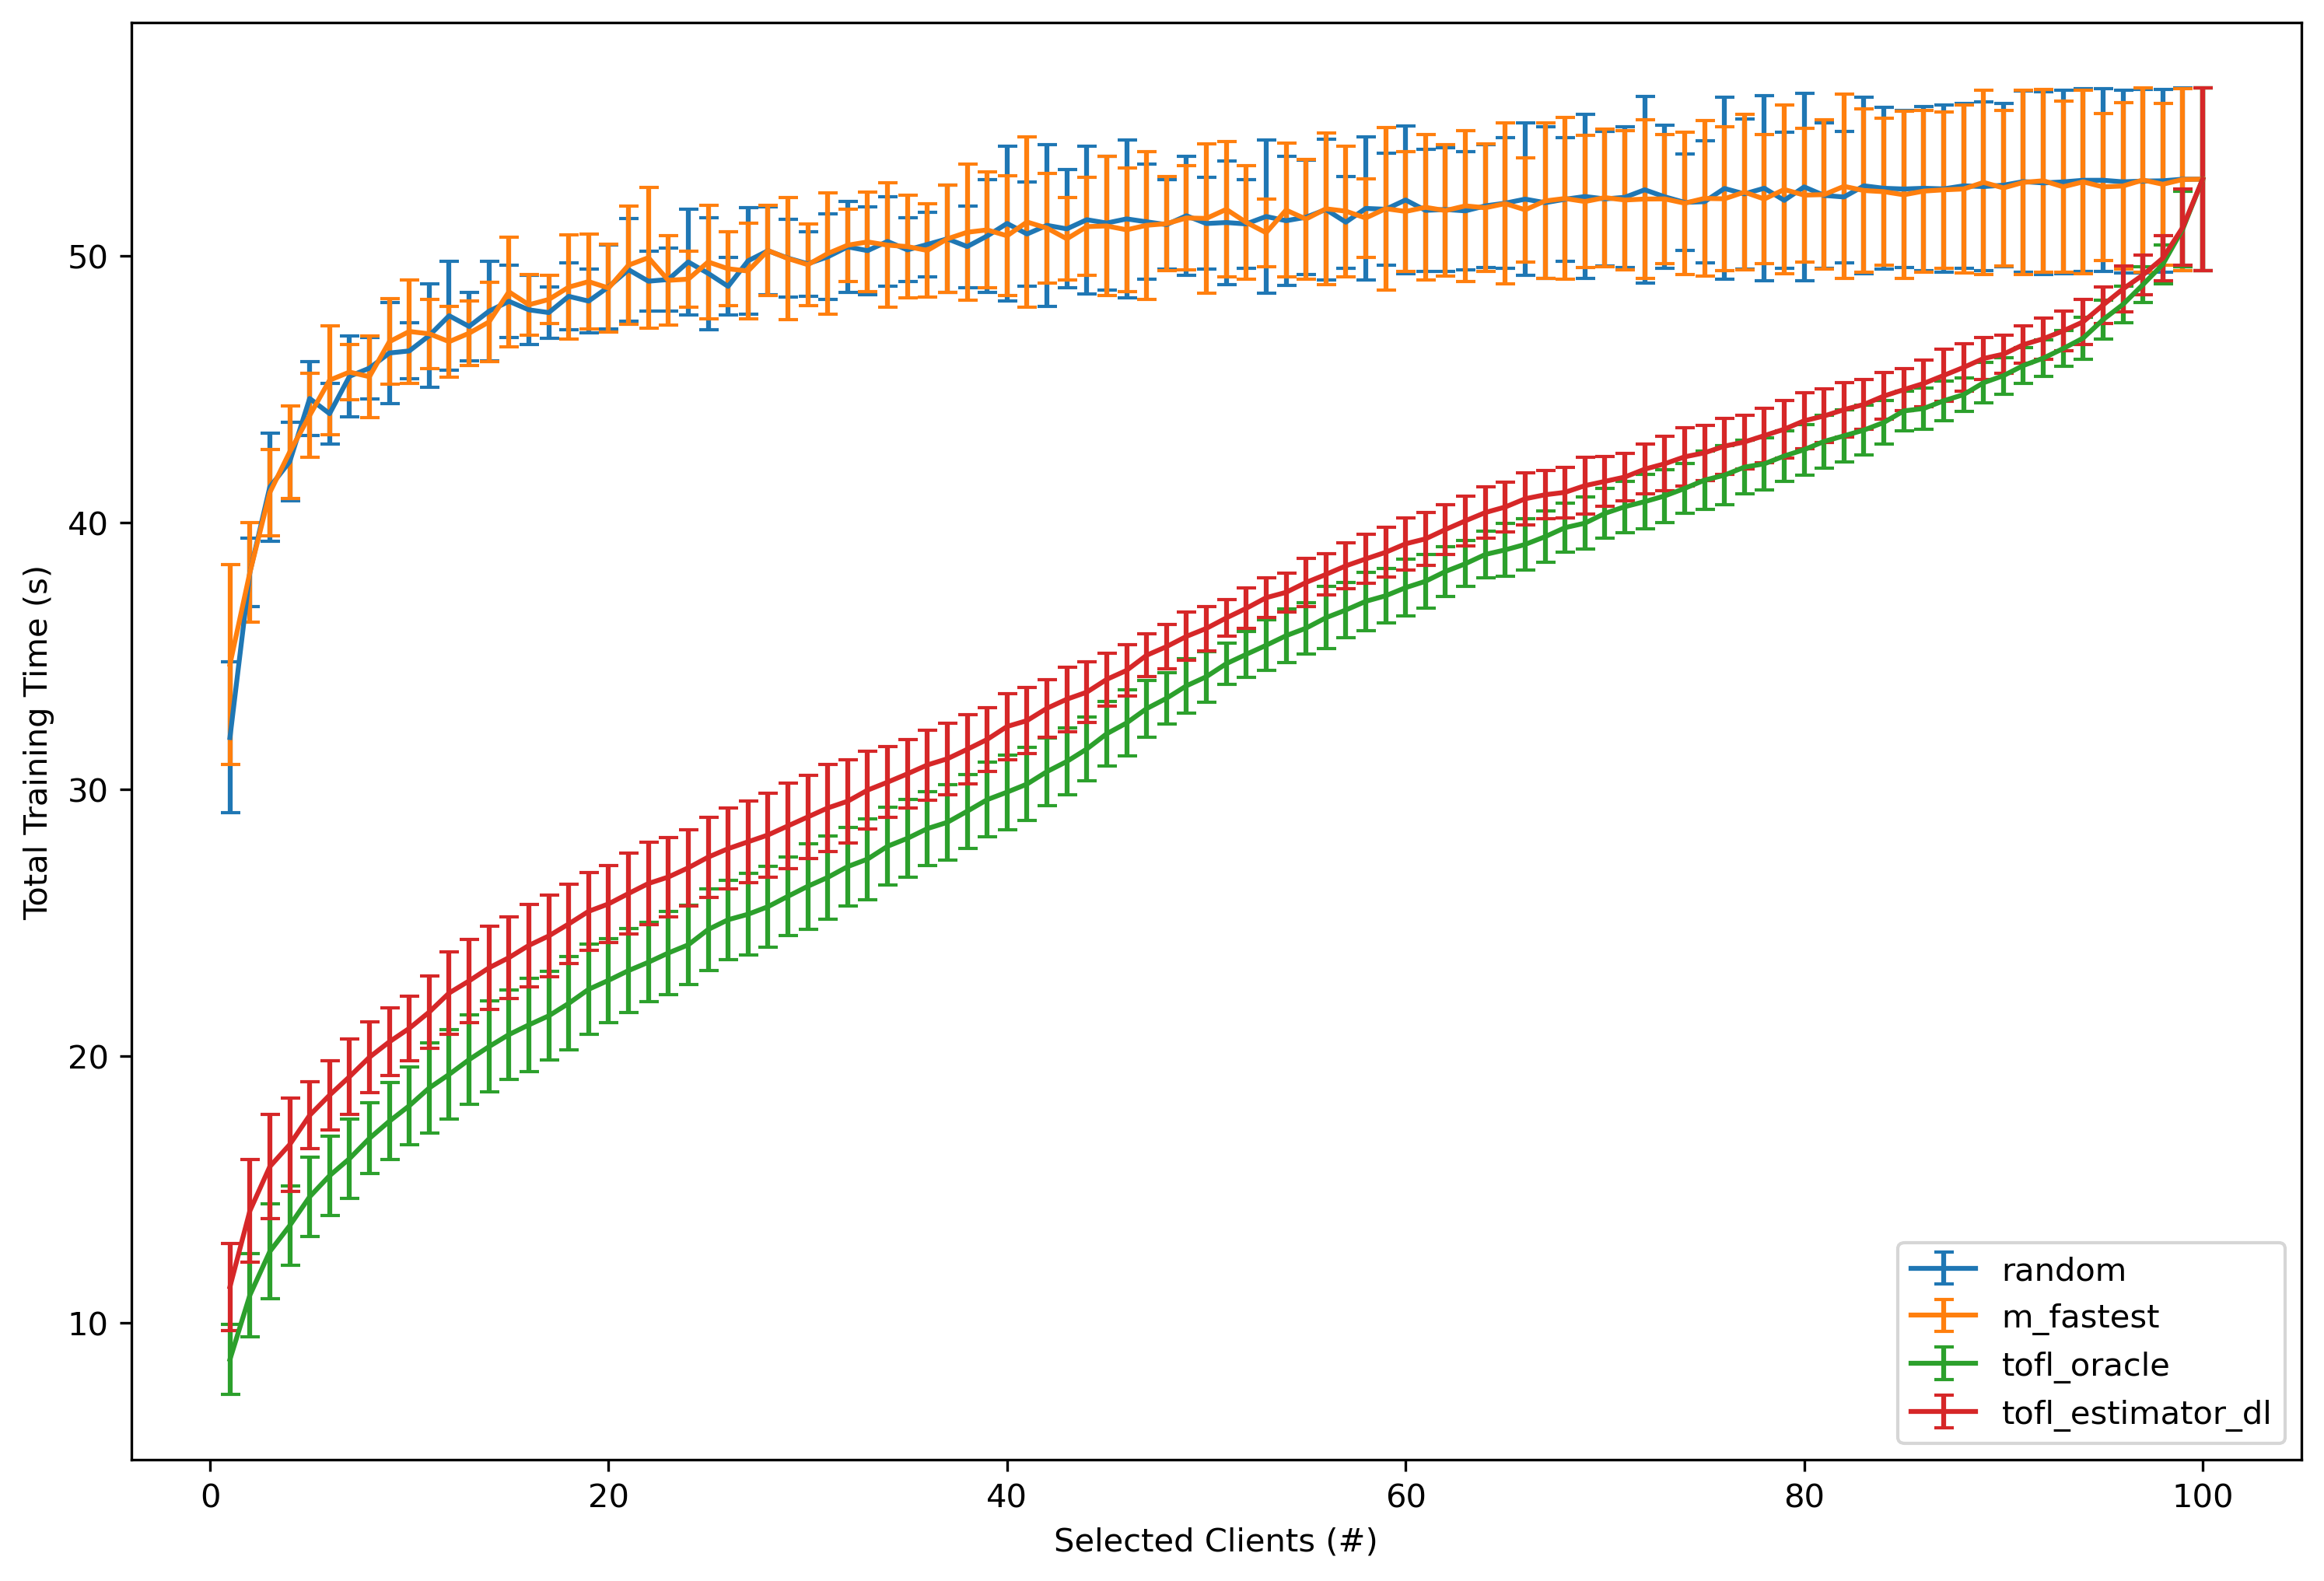 50
40
30
20
10
Total Training Time (s)
0 20 40 60 80 100
Selected Clients (#)
random
m_fastest
tofl_oracle
tofl_estimator_dl